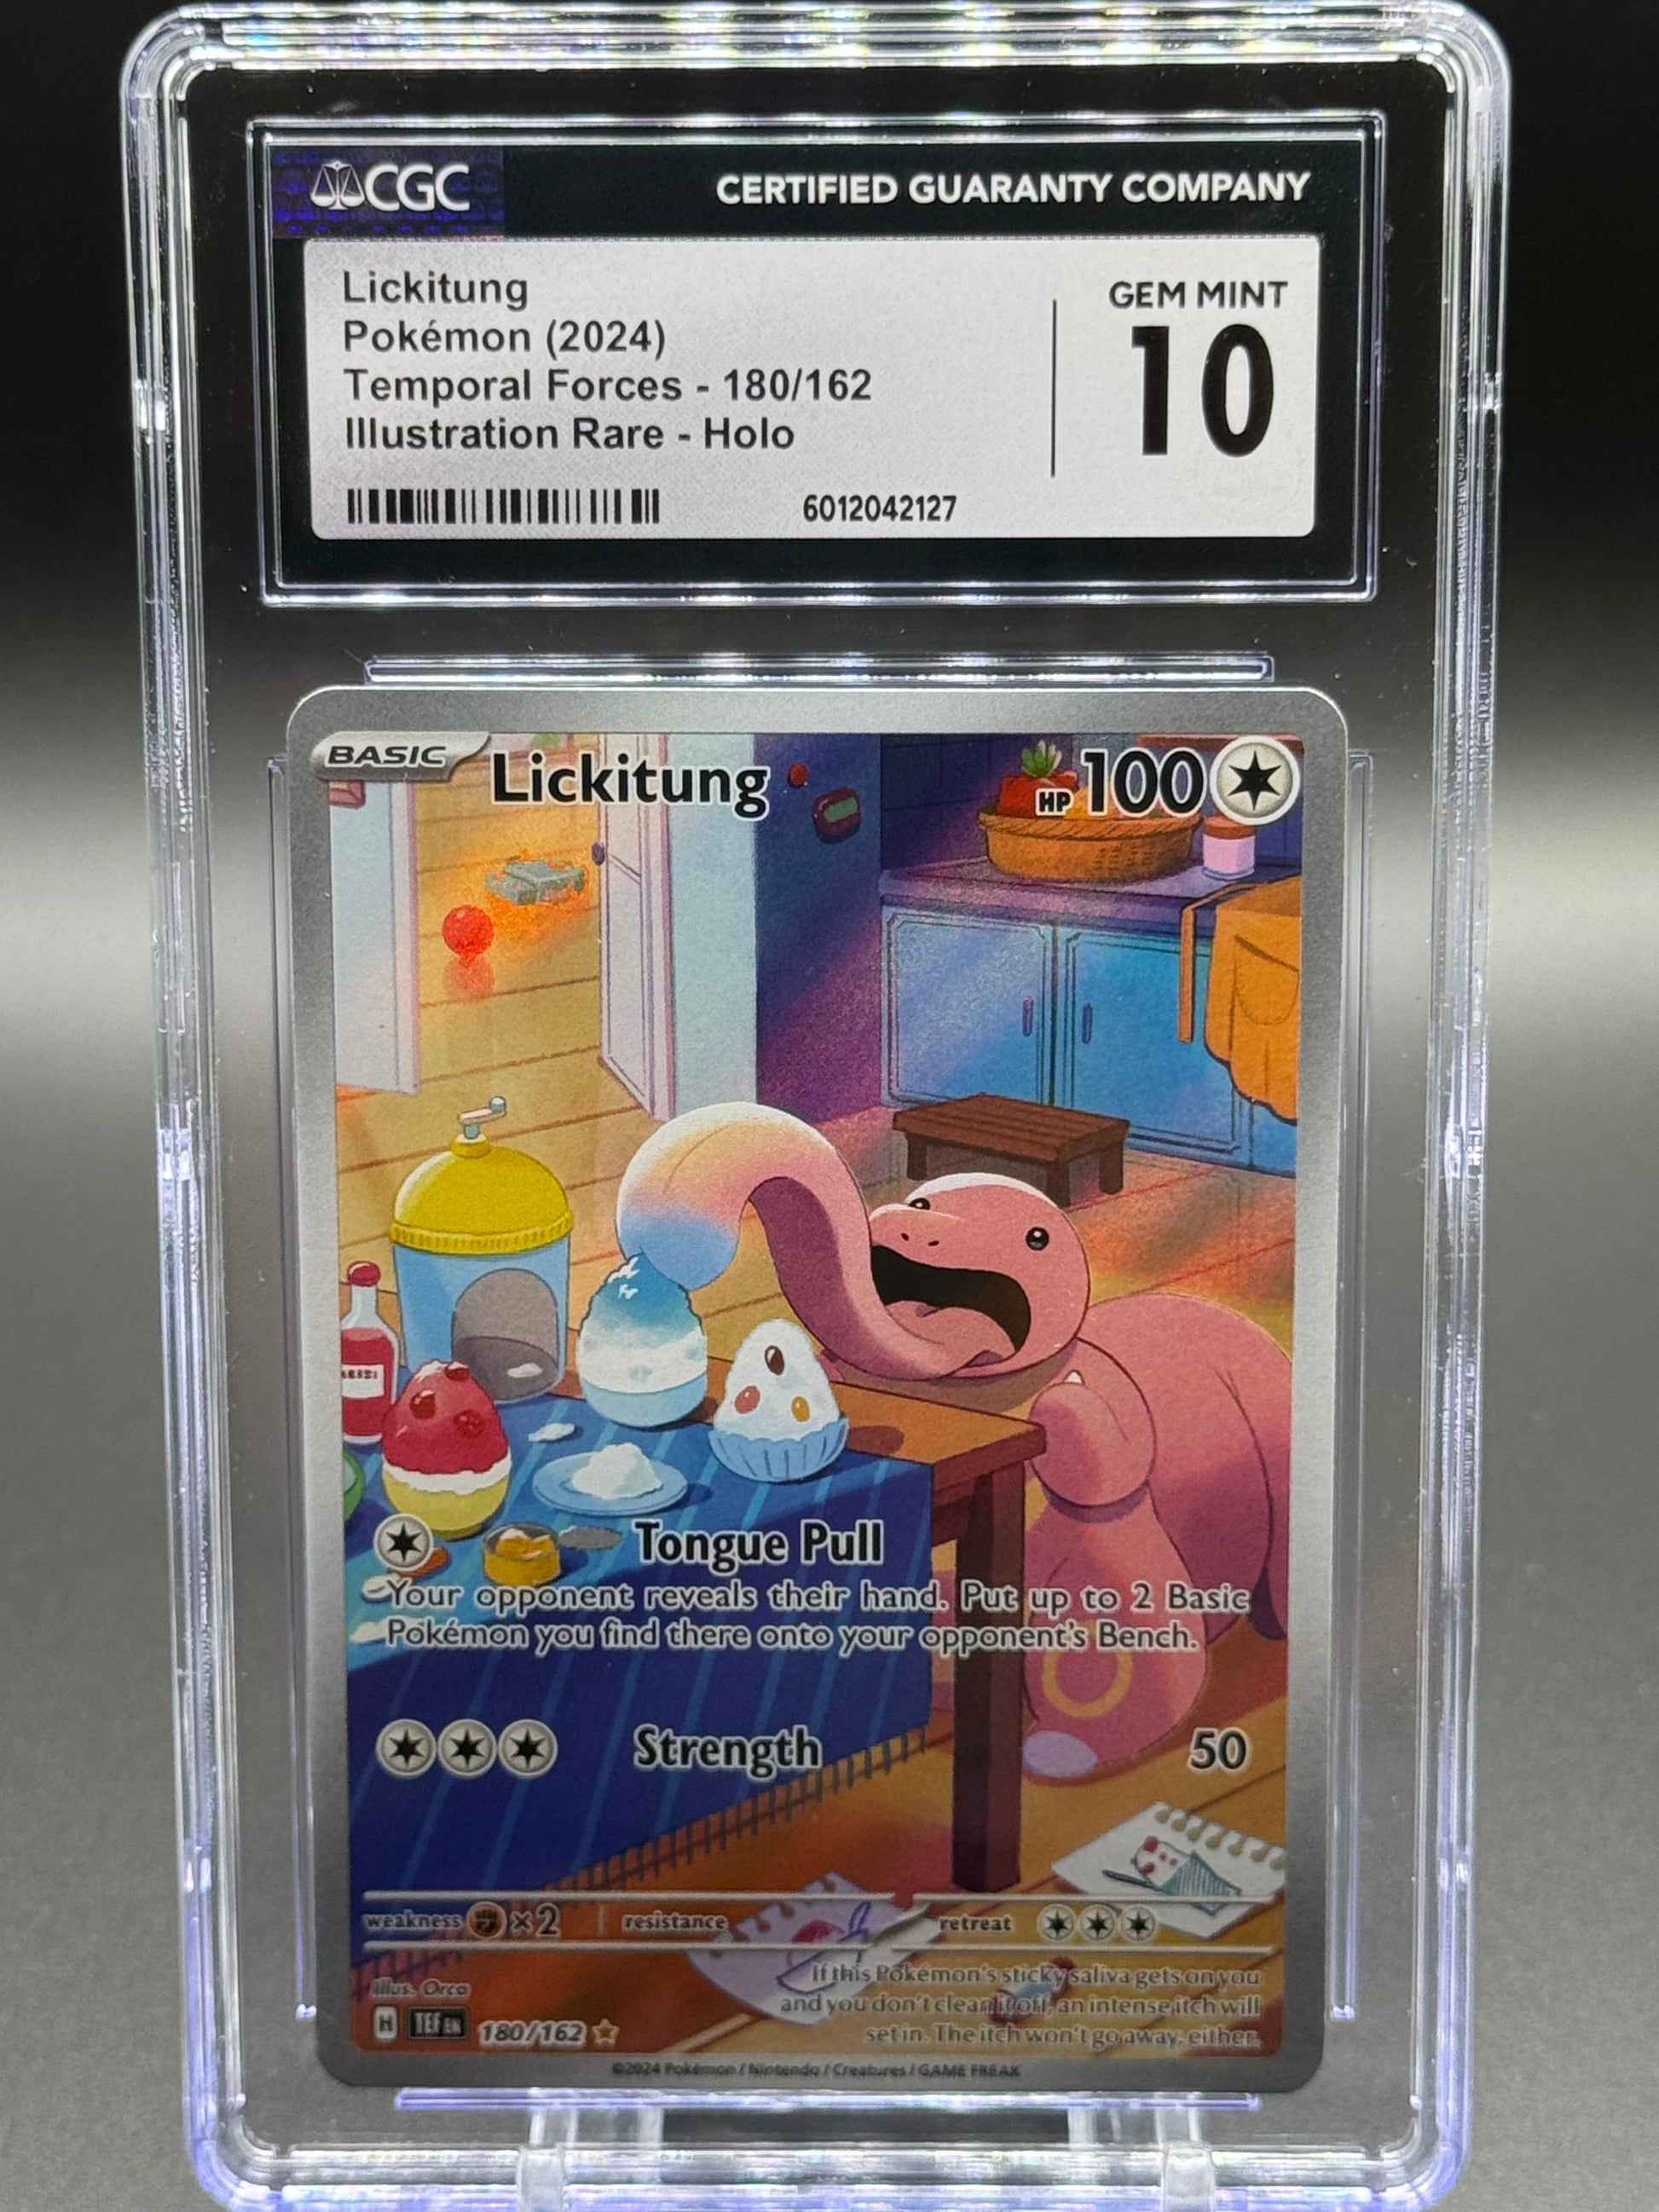 CGC
CERTIFIED GUARANTY COMPANY
Lickitung
Pokémon (2024)
Temporal Forces - 180/162
Illustration Rare - Holo
GEM MINT
10
6012042127
BASIC
Lickitung
HP 100
Tongue Pull
Your opponent reveals their hand. Put up to 2 Basic
Pokémon you find there onto your opponent's Bench.
Strength
50
weakness ×2
resistance
retreat
If this Pokémon's sticky saliva gets on you
and you don't clean it off, an intense itch will
set in. The itch won't go away, either.
Illus. Orca
H TEF EN 180/162
©2024 Pokémon / Nintendo / Creatures / GAME FREAK